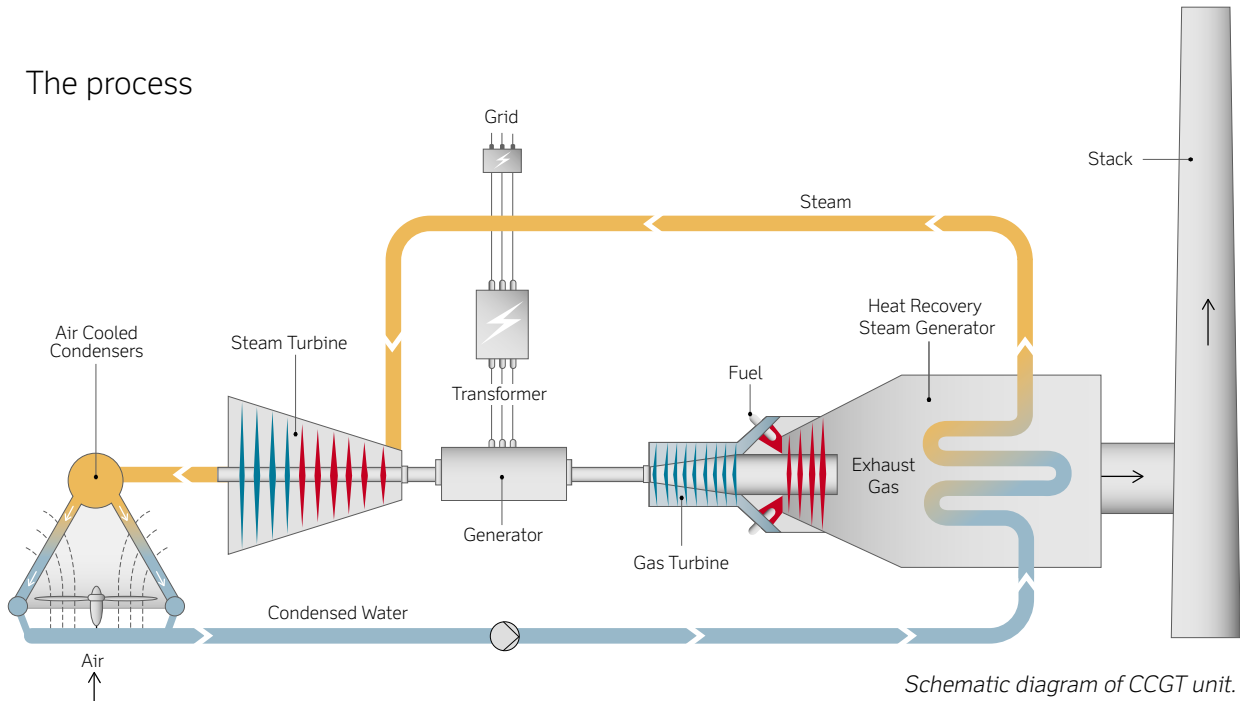 The process
Grid
Stack
Steam
Heat Recovery
Steam Generator
Air Cooled
Condensers
Steam Turbine
Fuel
Transformer
Exhaust
Gas
Generator
Gas Turbine
Condensed Water
Air
Schematic diagram of CCGT unit.